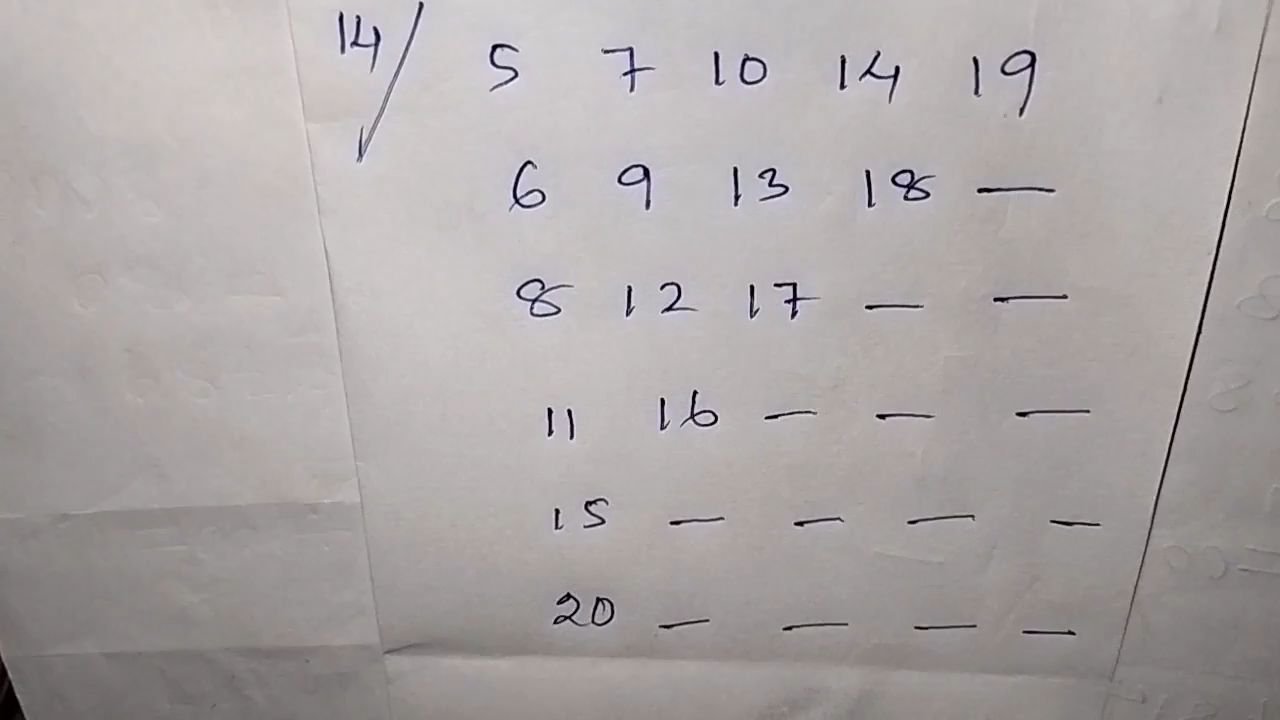 14/ 5 7 10 14 19
6 9 13 18 —
8 12 17 — —
11 16 — — —
15 — — — —
20 — — — —